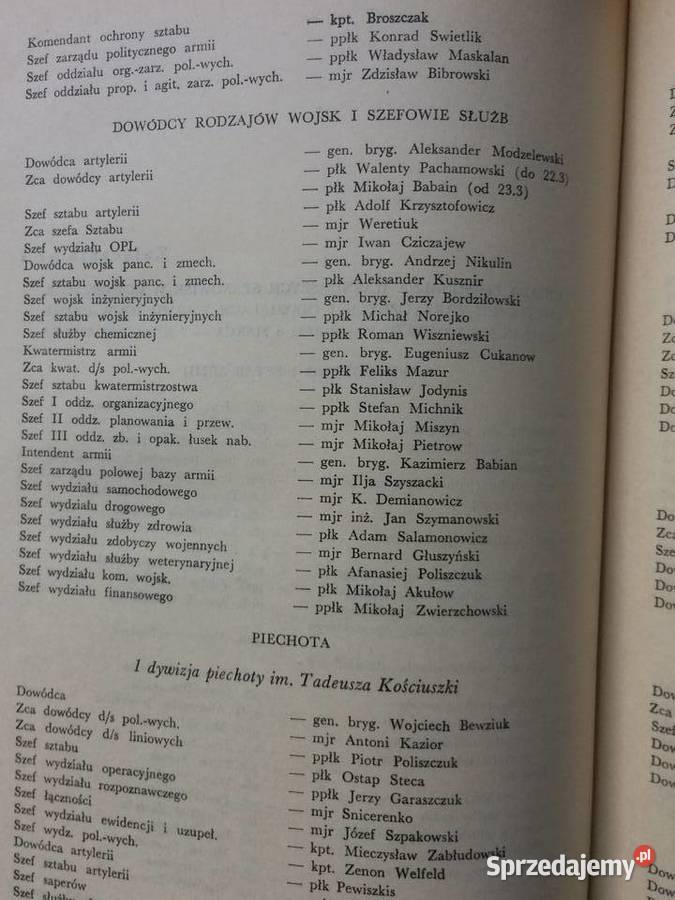 Komendant ochrony sztabu — kpt. Broszczak
Szef zarządu politycznego armii — ppłk Konrad Swietlik
Szef oddziału org.-zarz. pol.-wych. — ppłk Władysław Maskalan
Szef oddziału prop. i agit. zarz. pol.-wych. — mjr Zdzisław Bibrowski
DOWÓDCY RODZAJÓW WOJSK I SZEFOWIE SŁUŻB
Dowódca artylerii — gen. bryg. Aleksander Modzelewski
Zca dowódcy artylerii — płk Walenty Pachamowski (do 22.3)
— płk Mikołaj Babain (od 23.3)
Szef sztabu artylerii — płk Adolf Krzysztofowicz
Zca szefa Sztabu — mjr Weretiuk
Szef wydziału OPL — mjr Iwan Cziczajew
Dowódca wojsk panc. i zmech. — gen. bryg. Andrzej Nikulin
Szef sztabu wojsk panc. i zmech. — płk Aleksander Kusznir
Szef wojsk inżynieryjnych — gen. bryg. Jerzy Bordziłowski
Szef sztabu wojsk inżynieryjnych — ppłk Michał Norejko
Szef służby chemicznej — ppłk Roman Wiszniewski
Kwatermistrz armii — gen. bryg. Eugeniusz Cukanow
Zca kwat. d/s pol.-wych. — ppłk Feliks Mazur
Szef sztabu kwatermistrzostwa — płk Stanisław Jodynis
Szef I oddz. organizacyjnego — ppłk Stefan Michnik
Szef II oddz. planowania i przew. — mjr Mikołaj Miszyn
Szef III oddz. zb. i opak. łusek nab. — mjr Mikołaj Pietrow
Intendent armii — gen. bryg. Kazimierz Babian
Szef zarządu polowej bazy armii — mjr Ilja Szyszacki
Szef wydziału samochodowego — mjr K. Demianowicz
Szef wydziału drogowego — mjr inż. Jan Szymanowski
Szef wydziału służby zdrowia — płk Adam Salamonowicz
Szef wydziału zdobyczy wojennych — mjr Bernard Głuszyński
Szef wydziału służby weterynaryjnej — płk Afanasiej Poliszczuk
Szef wydziału kom. wojsk. — płk Mikołaj Akułow
Szef wydziału finansowego — ppłk Mikołaj Zwierzchowski
PIECHOTA
1 dywizja piechoty im. Tadeusza Kościuszki
Dowódca — gen. bryg. Wojciech Bewziuk
Zca dowódcy d/s pol.-wych. — mjr Antoni Kazior
Zca dowódcy d/s liniowych — ppłk Piotr Poliszczuk
Szef sztabu — płk Ostap Steca
Szef wydziału operacyjnego — ppłk Jerzy Garaszczuk
Szef wydziału rozpoznawczego — mjr Snicerenko
Szef łączności — mjr Józef Szpakowski
Szef wydziału ewidencji i uzupeł. — kpt. Mieczysław Zabłudowski
Szef wydz. pol.-wych. — kpt. Zenon Welfeld
Dowódca artylerii — płk Pewiszkis
Szef sztabu artylerii
Szef saperów
Szef
Sprzedajemy.pl